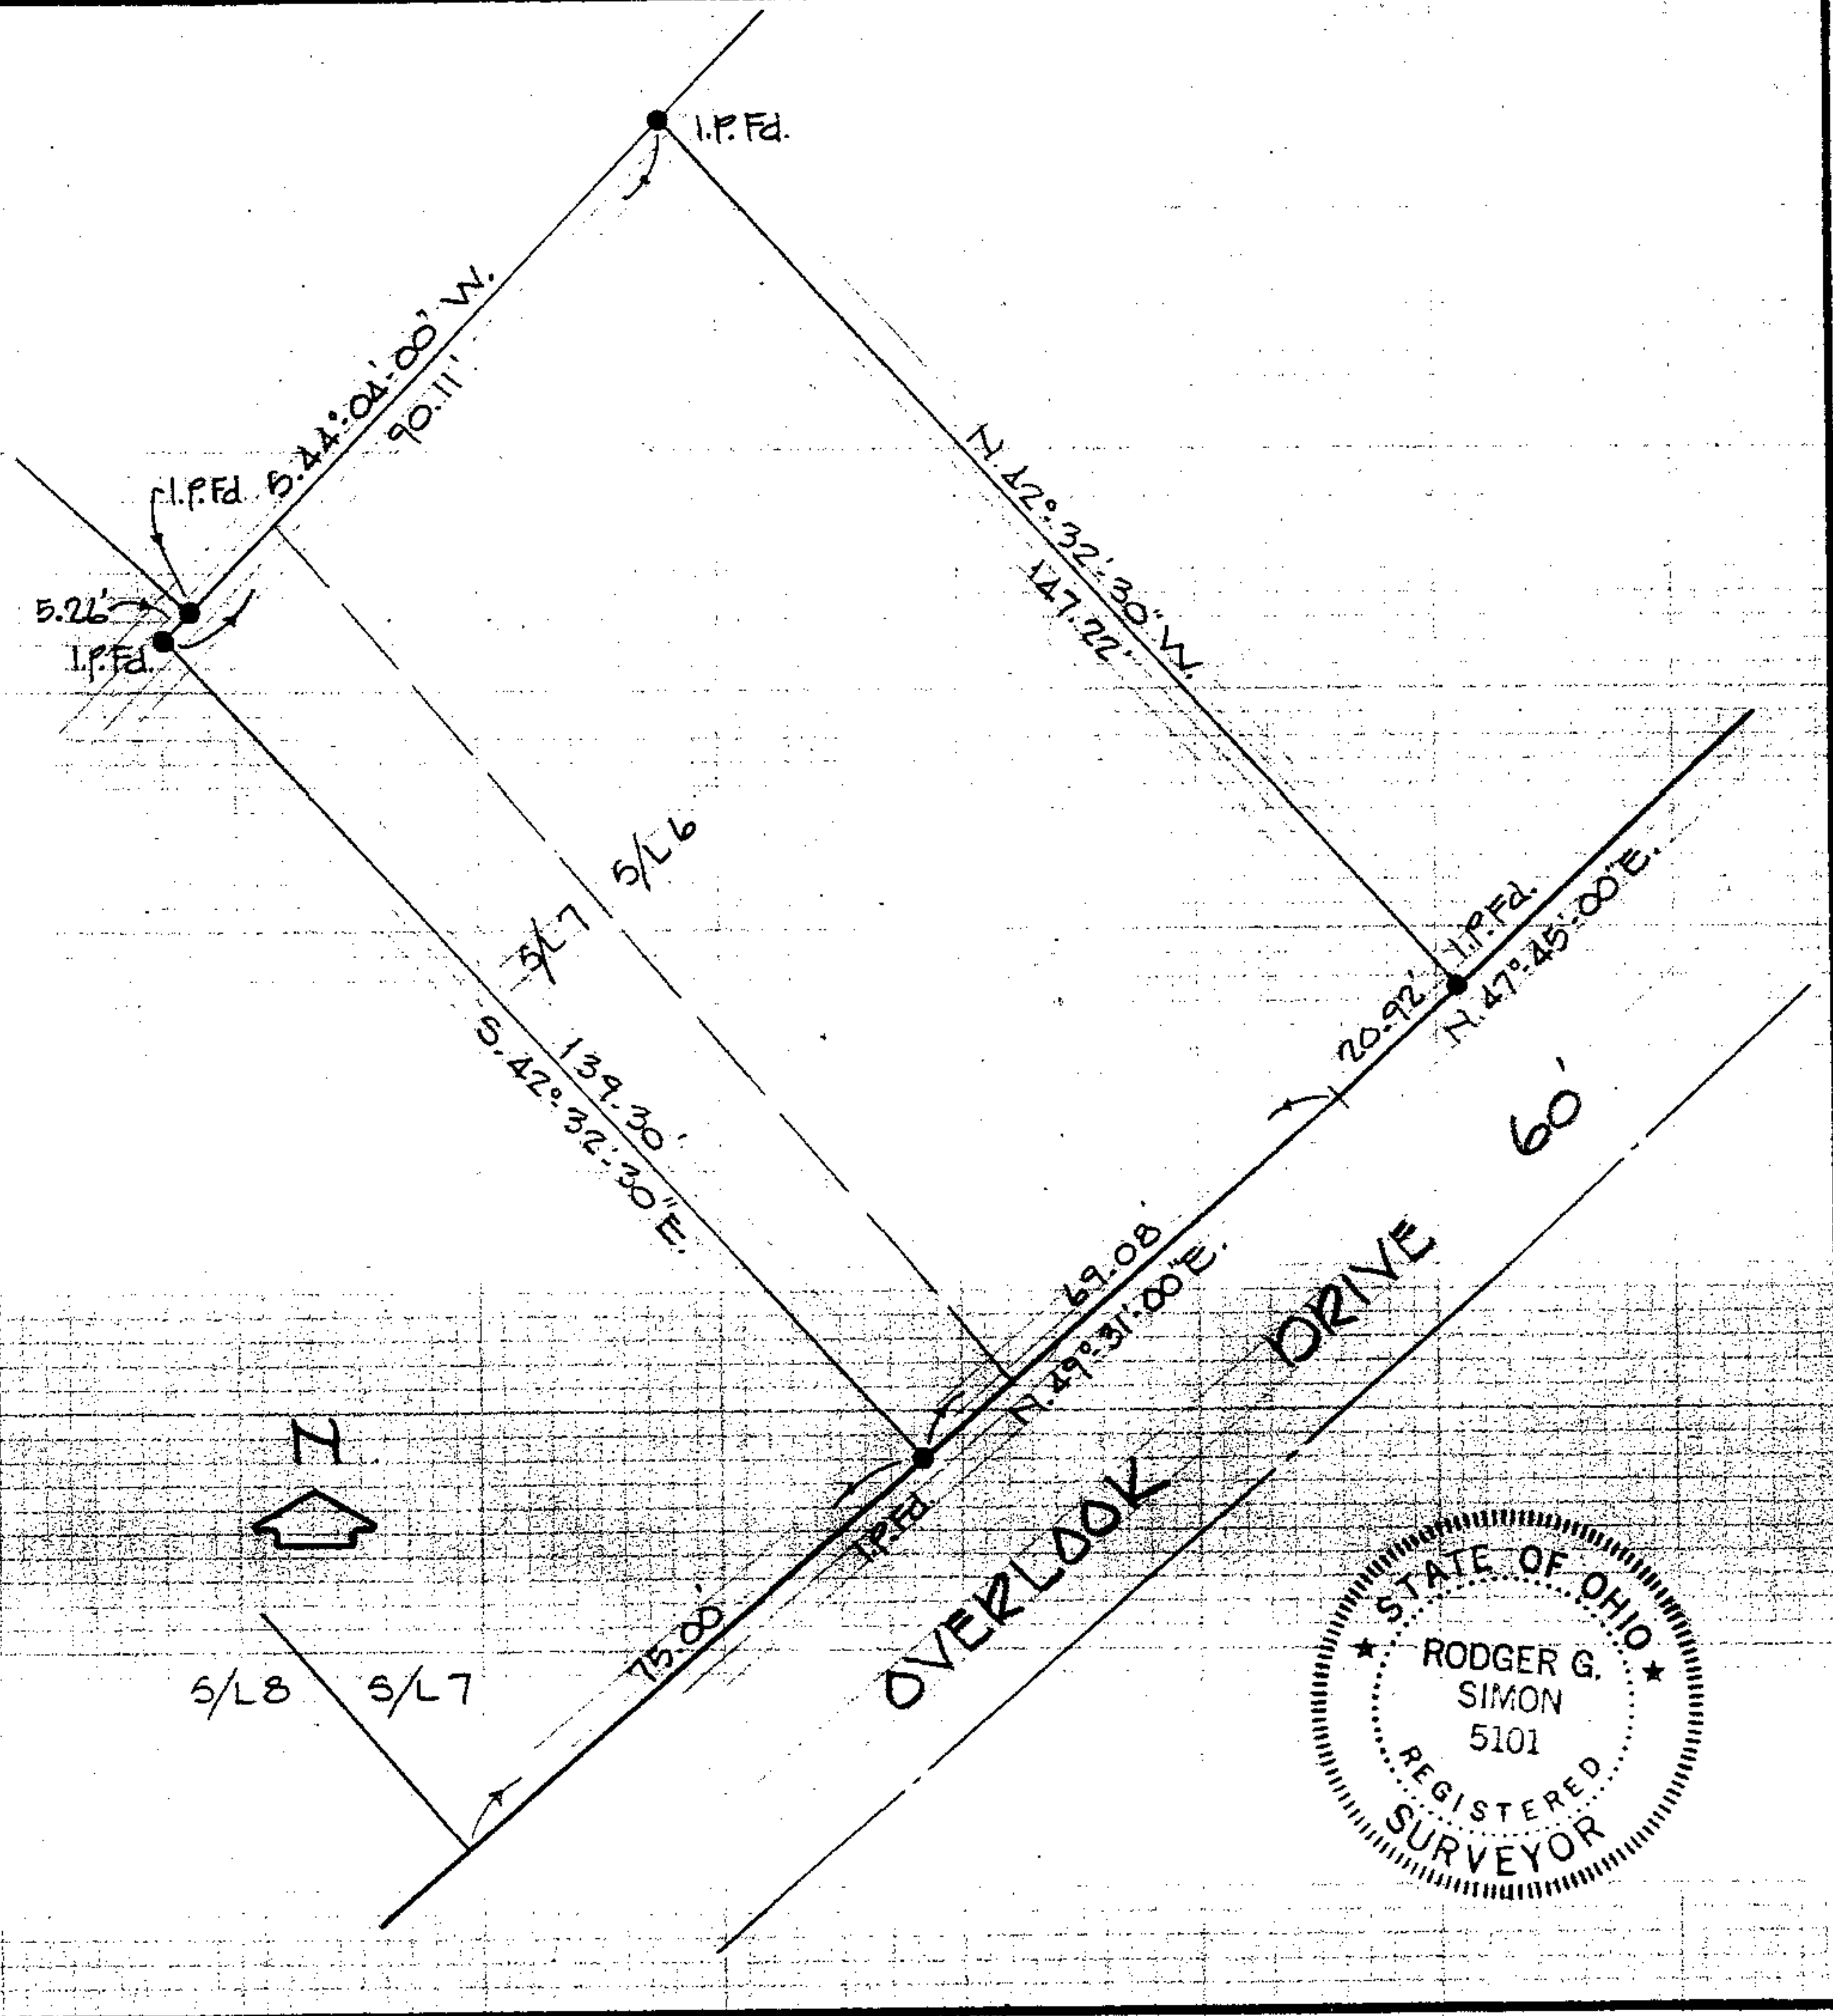 I.P. Fd.
S. 44°-04'-00" W.
90.11'
I.P. Fd.
5.26'
I.P. Fd.
N. 42°-32'-30" W.
147.22'
S/L 6
S/L 7
139.30'
S. 42°-32'-30" E.
I.P. Fd.
20.92'
N. 47°-45'-00" E.
60'
69.08'
N. 49°-31'-00" E.
OVERLOOK DRIVE
N
I.P. Fd.
75.00'
S/L 8
S/L 7
STATE OF OHIO
RODGER G.
SIMON
5101
REGISTERED
SURVEYOR